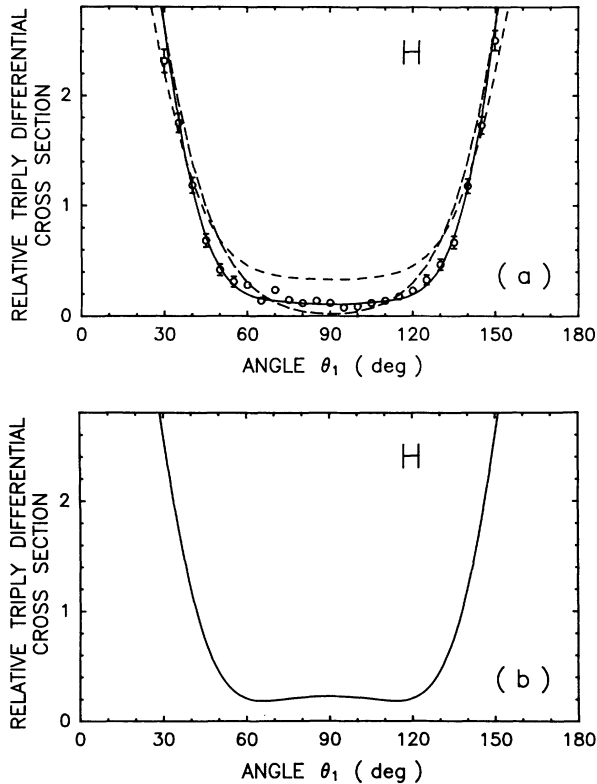 RELATIVE TRIPLY DIFFERENTIAL
CROSS SECTION
2
1
0
H
( a )
0 30 60 90 120 150 180
ANGLE θ₁ ( deg )
RELATIVE TRIPLY DIFFERENTIAL
CROSS SECTION
2
1
0
H
( b )
0 30 60 90 120 150 180
ANGLE θ₁ ( deg )